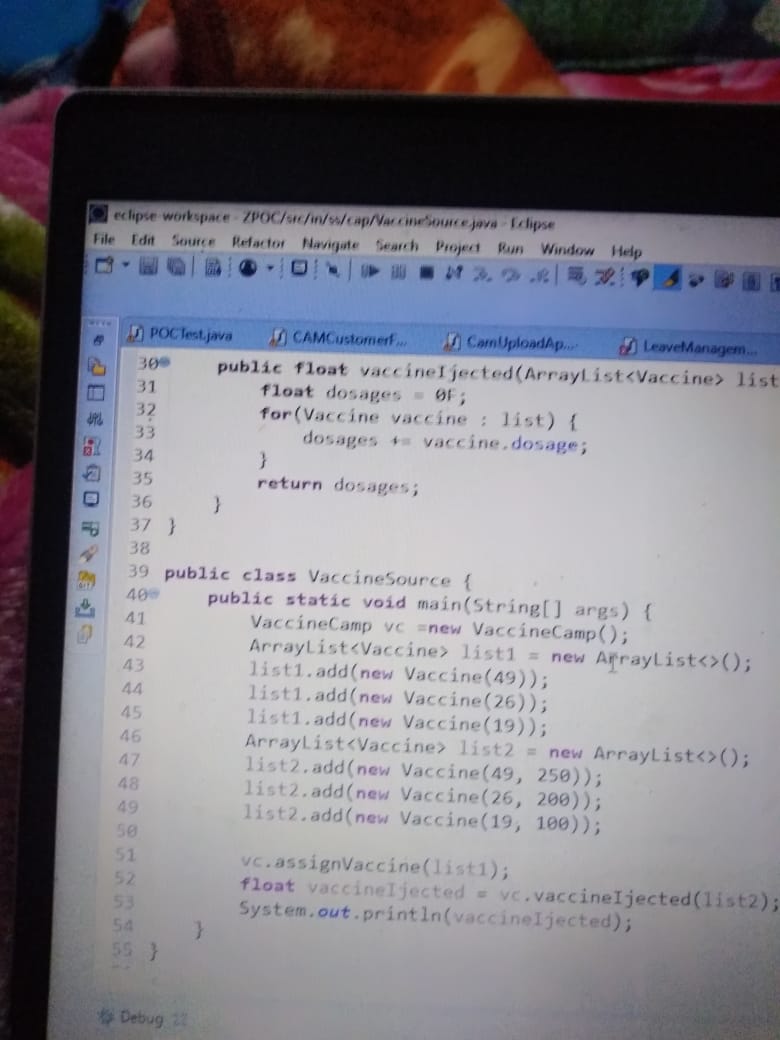 eclipse-workspace - ZPOC/src/in/ss/cap/VaccineSource.java - Eclipse
File Edit Source Refactor Navigate Search Project Run Window Help
POCTest.java CAMCustomerF... CamUploadAp... LeaveManagem...
30 public float vaccineIjected(ArrayList<Vaccine> list
31 float dosages = 0F;
32 for(Vaccine vaccine : list) {
33 dosages += vaccine.dosage;
34 }
35 return dosages;
36 }
37 }
38
39 public class VaccineSource {
40 public static void main(String[] args) {
41 VaccineCamp vc =new VaccineCamp();
42 ArrayList<Vaccine> list1 = new ArrayList<>();
43 list1.add(new Vaccine(49));
44 list1.add(new Vaccine(26));
45 list1.add(new Vaccine(19));
46 ArrayList<Vaccine> list2 = new ArrayList<>();
47 list2.add(new Vaccine(49, 250));
48 list2.add(new Vaccine(26, 200));
49 list2.add(new Vaccine(19, 100));
50
51 vc.assignVaccine(list1);
52 float vaccineIjected = vc.vaccineIjected(list2);
53 System.out.println(vaccineIjected);
54 }
55 }
Debug